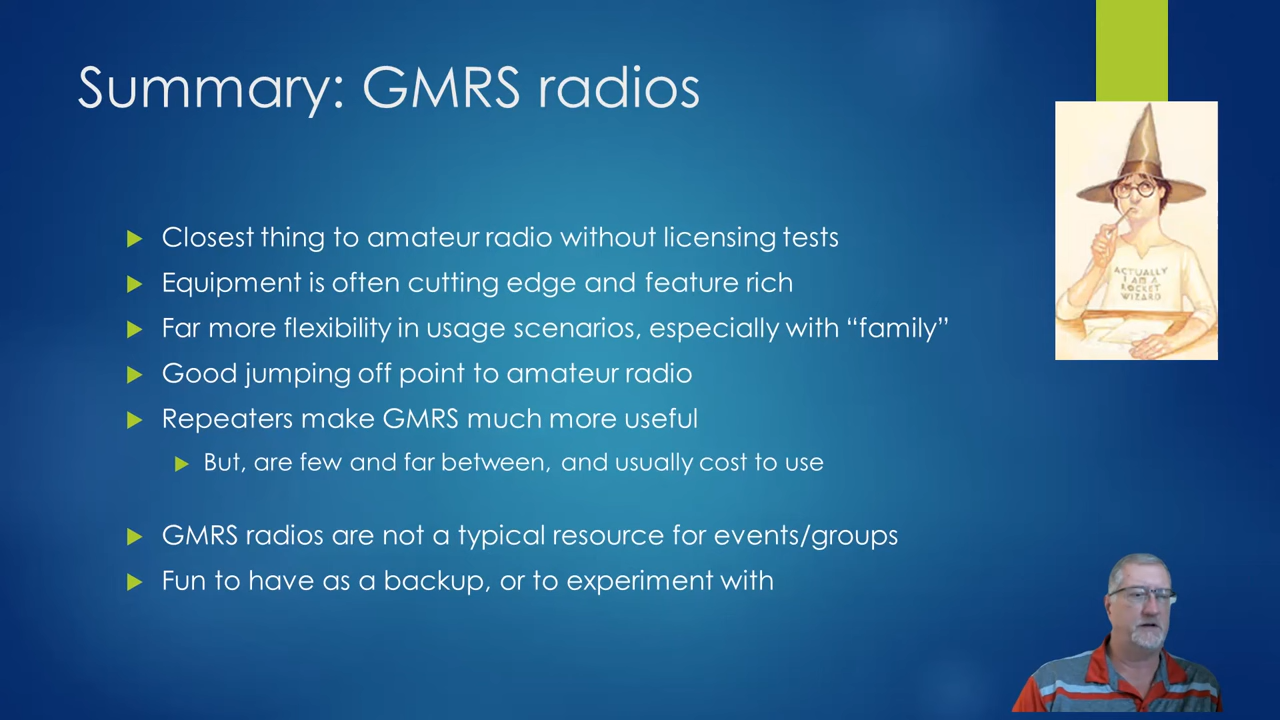 Summary: GMRS radios
Closest thing to amateur radio without licensing tests
Equipment is often cutting edge and feature rich
Far more flexibility in usage scenarios, especially with “family”
Good jumping off point to amateur radio
Repeaters make GMRS much more useful
But, are few and far between, and usually cost to use
GMRS radios are not a typical resource for events/groups
Fun to have as a backup, or to experiment with
ACTUALLY
I AM A
ROCKET
WIZARD